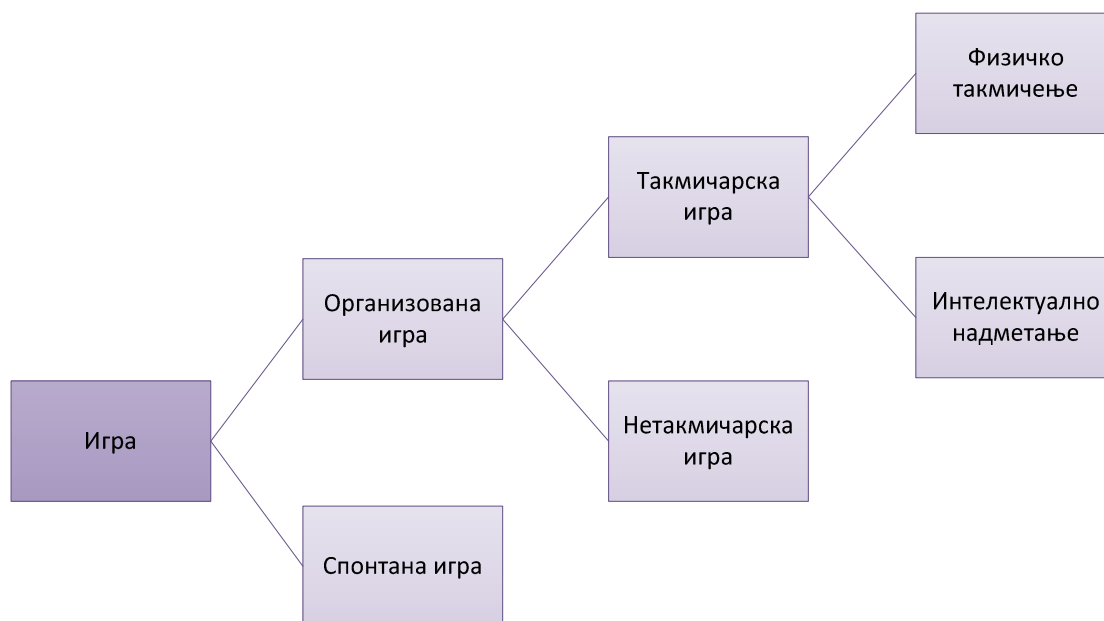 Физичко
такмичење
Такмичарска
игра
Интелектуално
надметање
Организована
игра
Нетакмичарска
игра
Игра
Спонтана игра